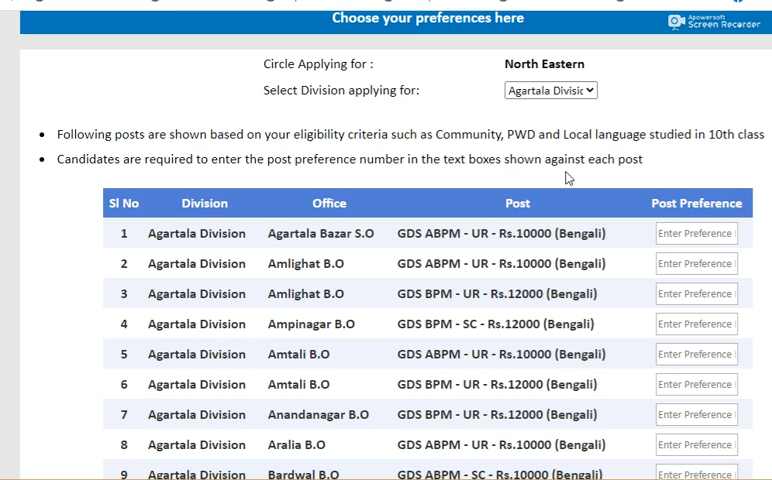 Choose your preferences here
Apowersoft
Screen Recorder
Circle Applying for : North Eastern
Select Division applying for: Agartala Divisic
Following posts are shown based on your eligibility criteria such as Community, PWD and Local language studied in 10th class
Candidates are required to enter the post preference number in the text boxes shown against each post
Sl No Division Office Post Post Preference
1 Agartala Division Agartala Bazar S.O GDS ABPM - UR - Rs.10000 (Bengali) Enter Preference
2 Agartala Division Amlighat B.O GDS ABPM - UR - Rs.10000 (Bengali) Enter Preference
3 Agartala Division Amlighat B.O GDS BPM - UR - Rs.12000 (Bengali) Enter Preference
4 Agartala Division Ampinagar B.O GDS BPM - SC - Rs.12000 (Bengali) Enter Preference
5 Agartala Division Amtali B.O GDS ABPM - UR - Rs.10000 (Bengali) Enter Preference
6 Agartala Division Amtali B.O GDS BPM - UR - Rs.12000 (Bengali) Enter Preference
7 Agartala Division Anandanagar B.O GDS BPM - UR - Rs.12000 (Bengali) Enter Preference
8 Agartala Division Aralia B.O GDS ABPM - UR - Rs.10000 (Bengali) Enter Preference
9 Agartala Division Bardwal B.O GDS ABPM - SC - Rs.10000 (Bengali) Enter Preference